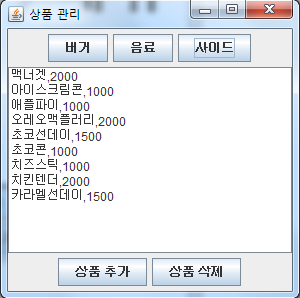 상품 관리
버거 음료 사이드
맥너겟,2000
아이스크림콘,1000
애플파이,1000
오레오맥플러리,2000
초코선데이,1500
초코콘,1000
치즈스틱,1000
치킨텐더,2000
카라멜선데이,1500
상품 추가 상품 삭제